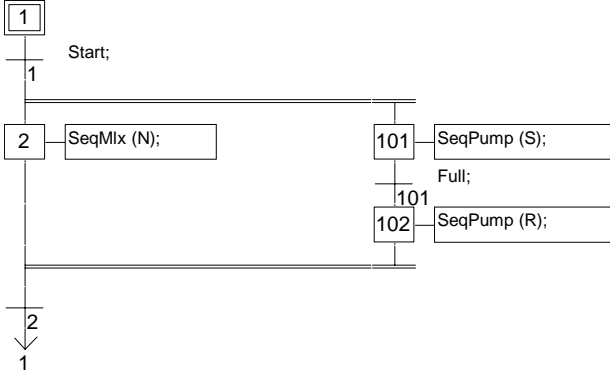 1
Start;
1
2 SeqMIx (N); 101 SeqPump (S);
Full;
101
102 SeqPump (R);
2
1